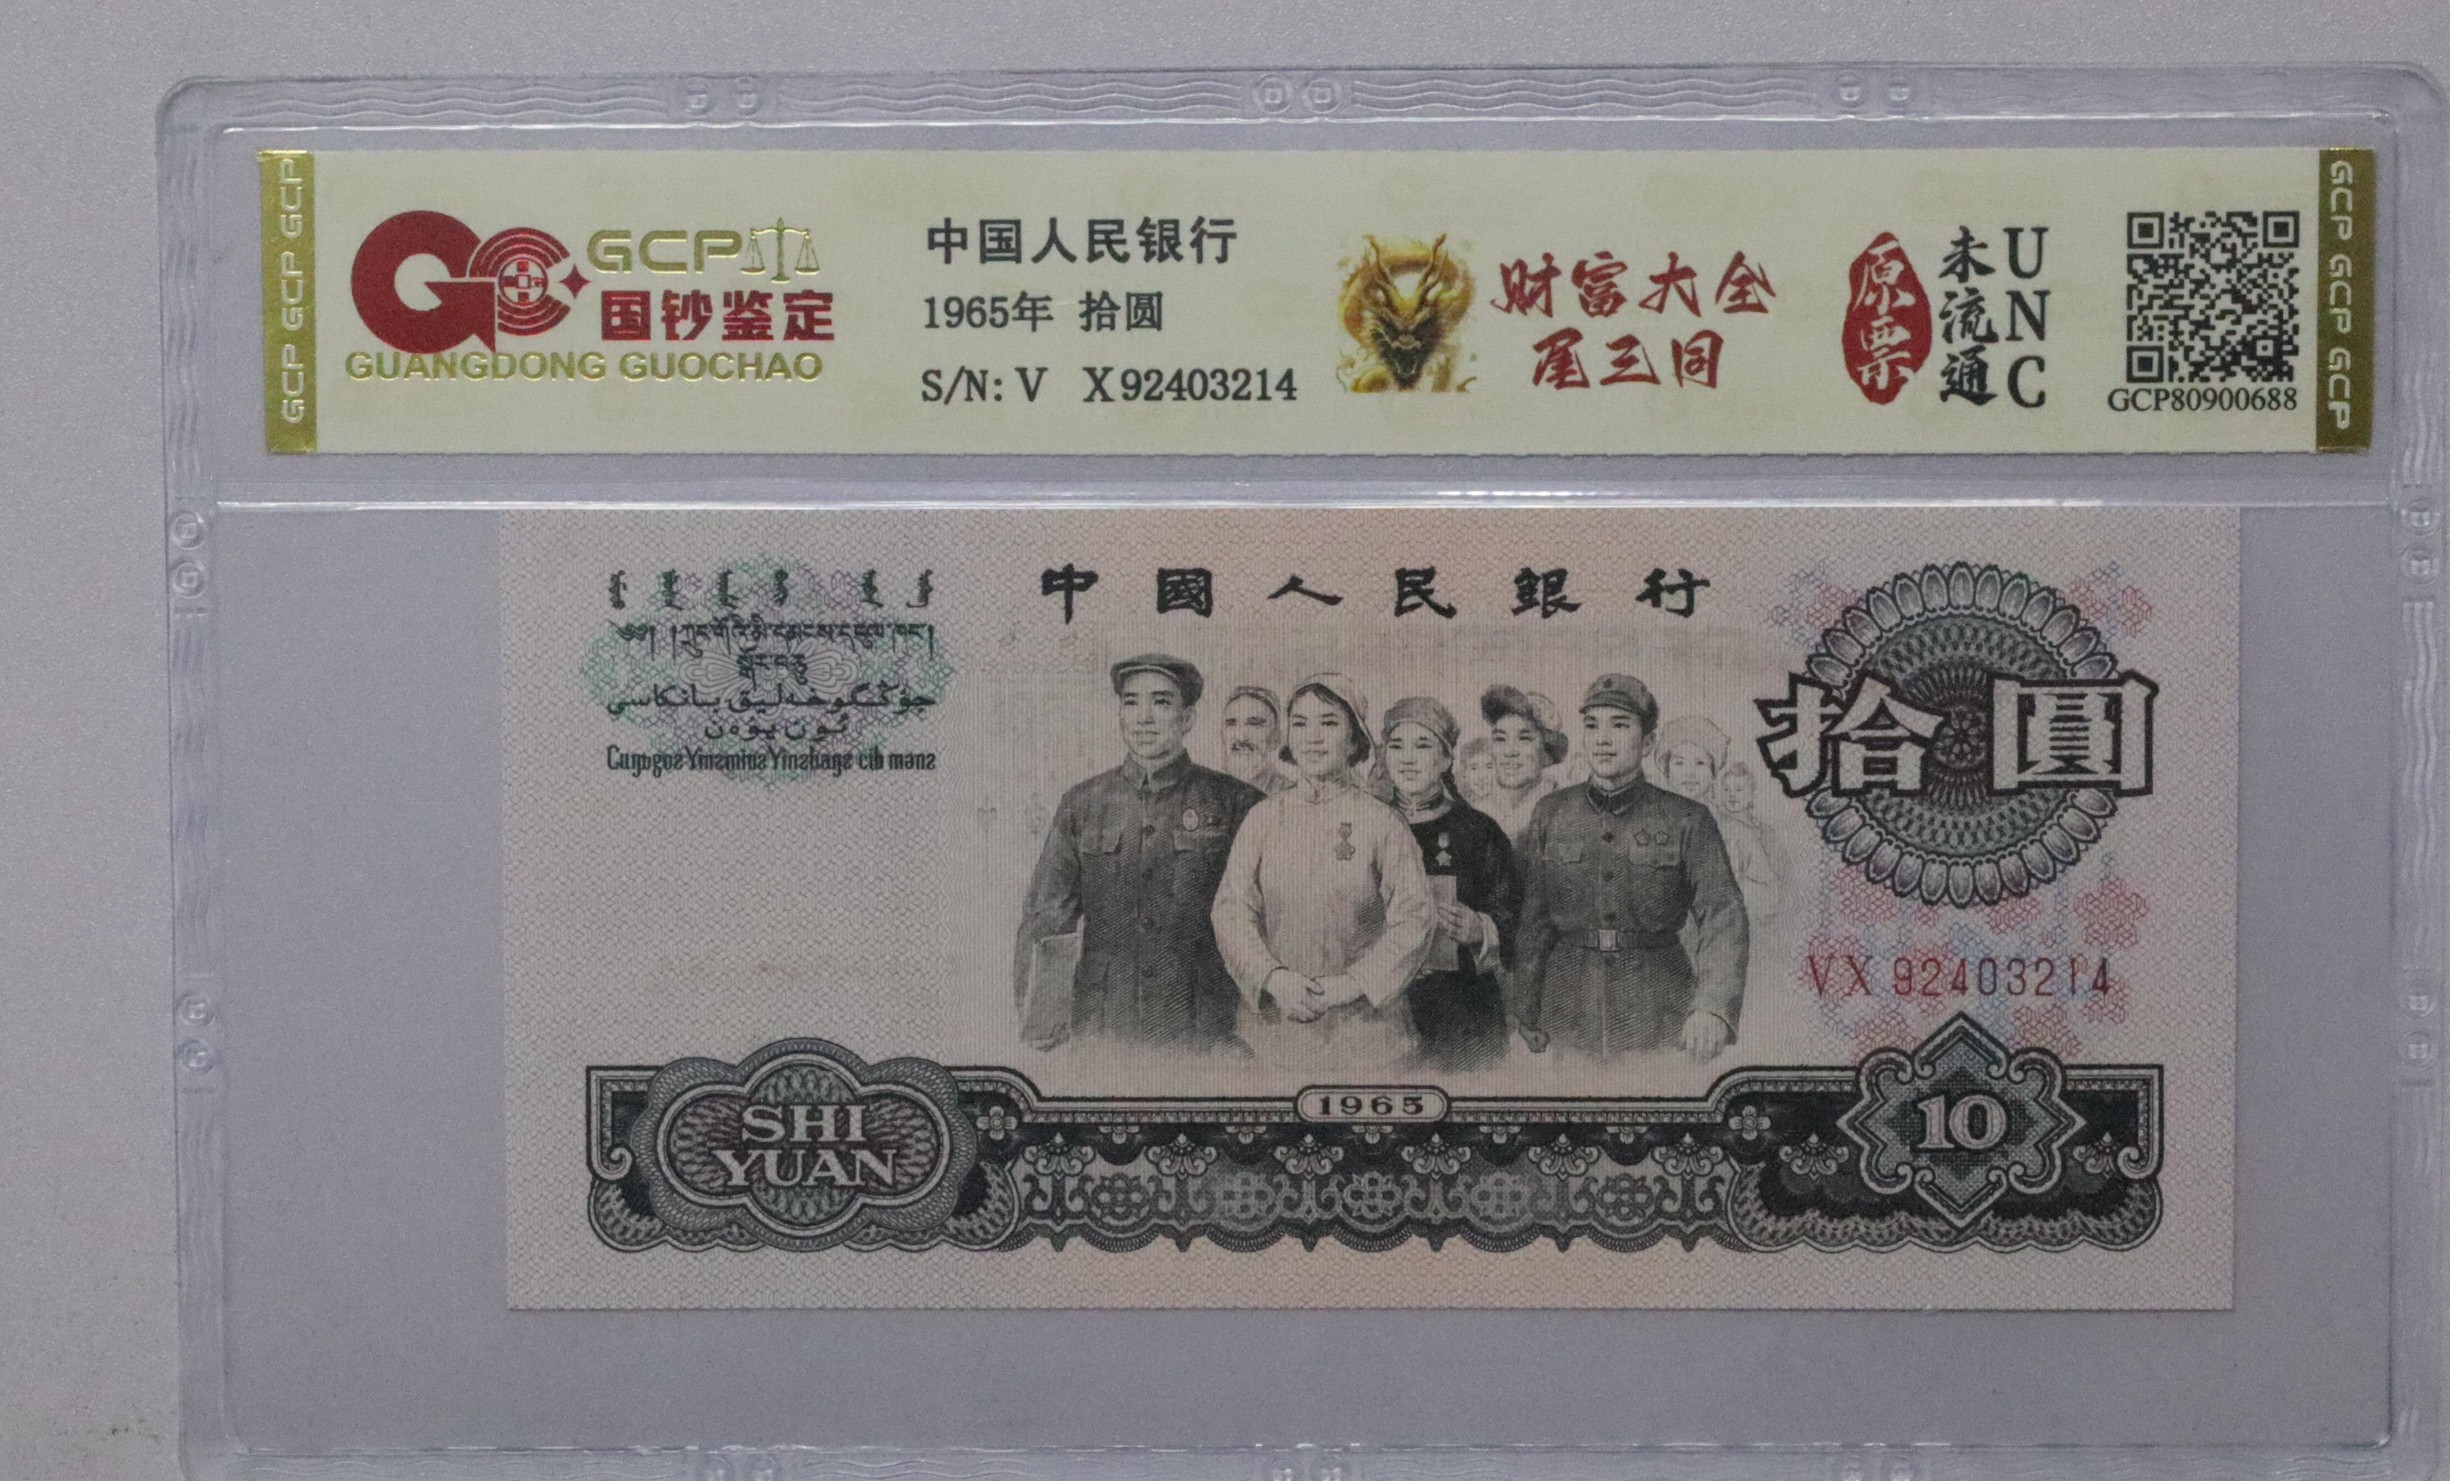 GCP GCP GCP
GCP
国钞鉴定
GUANGDONG GUOCHAO
中国人民银行
1965年 拾圆
S/N: V X92403214
财富大全
尾三同
原票
未流通
UNC
GCP80900688
GCP GCP GCP
中國人民銀行
拾圓
VX 92403214
1965
SHI
YUAN
10